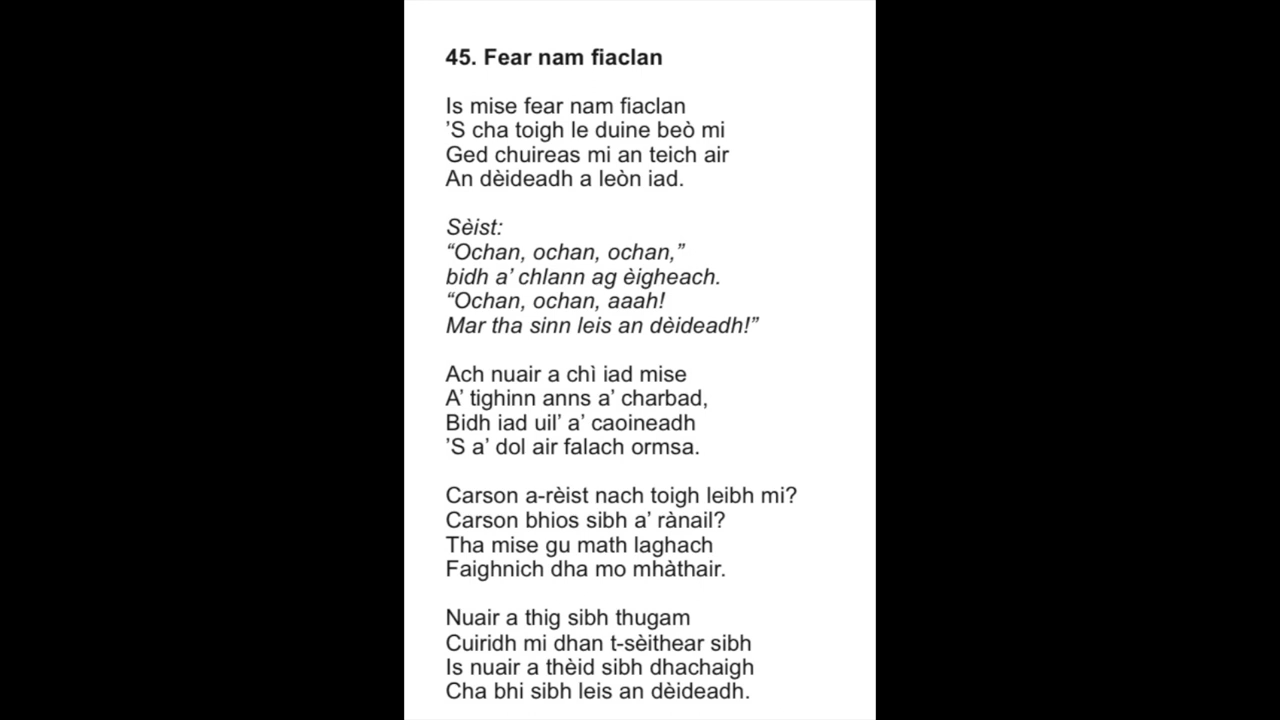 45. Fear nam fiaclan
Is mise fear nam fiaclan
’S cha toigh le duine beò mi
Ged chuireas mi an teich air
An dèideadh a leòn iad.
Sèist:
“Ochan, ochan, ochan,”
bidh a’ chlann ag èigheach.
“Ochan, ochan, aaah!
Mar tha sinn leis an dèideadh!”
Ach nuair a chì iad mise
A’ tighinn anns a’ charbad,
Bidh iad uil’ a’ caoineadh
’S a’ dol air falach ormsa.
Carson a-rèist nach toigh leibh mi?
Carson bhios sibh a’ rànail?
Tha mise gu math laghach
Faighnich dha mo mhàthair.
Nuair a thig sibh thugam
Cuiridh mi dhan t-sèithear sibh
Is nuair a thèid sibh dhachaigh
Cha bhi sibh leis an dèideadh.